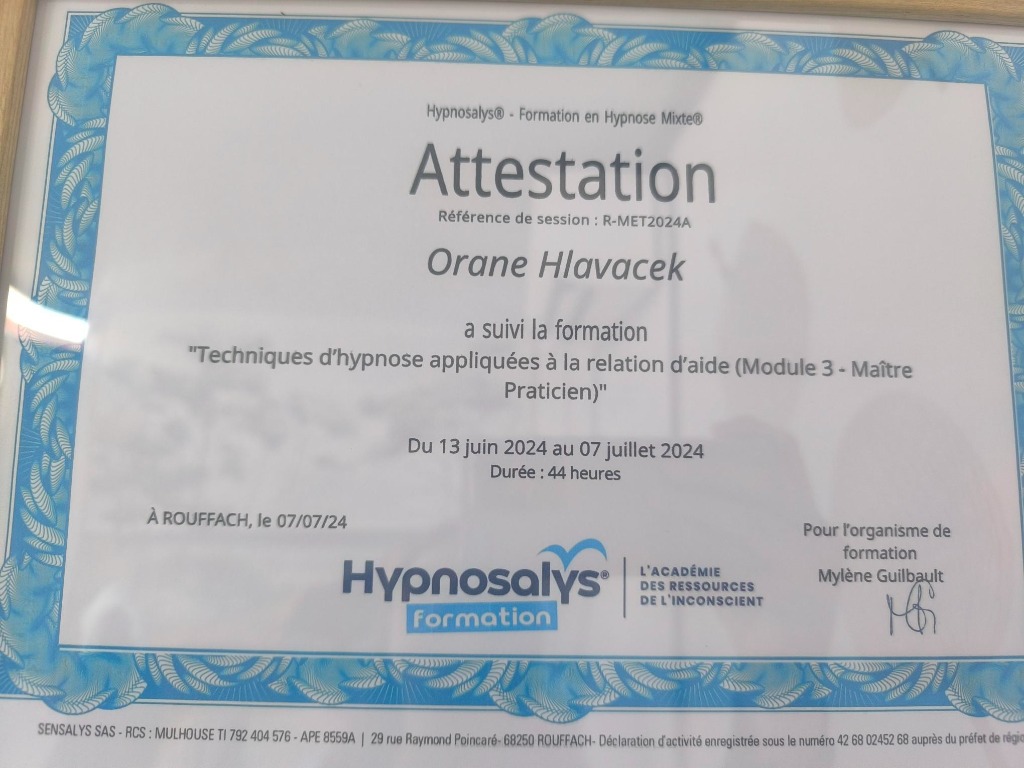 Hypnosalys® - Formation en Hypnose Mixte®
Attestation
Référence de session : R-MET2024A
Orane Hlavacek
a suivi la formation
"Techniques d'hypnose appliquées à la relation d'aide (Module 3 - Maître
Praticien)"
Du 13 juin 2024 au 07 juillet 2024
Durée : 44 heures
À ROUFFACH, le 07/07/24
Pour l'organisme de
formation
Mylène Guilbault
Hypnosalys®
formation
L'ACADÉMIE
DES RESSOURCES
DE L'INCONSCIENT
SENSALYS SAS - RCS : MULHOUSE TI 792 404 576 - APE 8559A | 29 rue Raymond Poincaré- 68250 ROUFFACH- Déclaration d'activité enregistrée sous le numéro 42 68 02452 68 auprès du préfet de régio